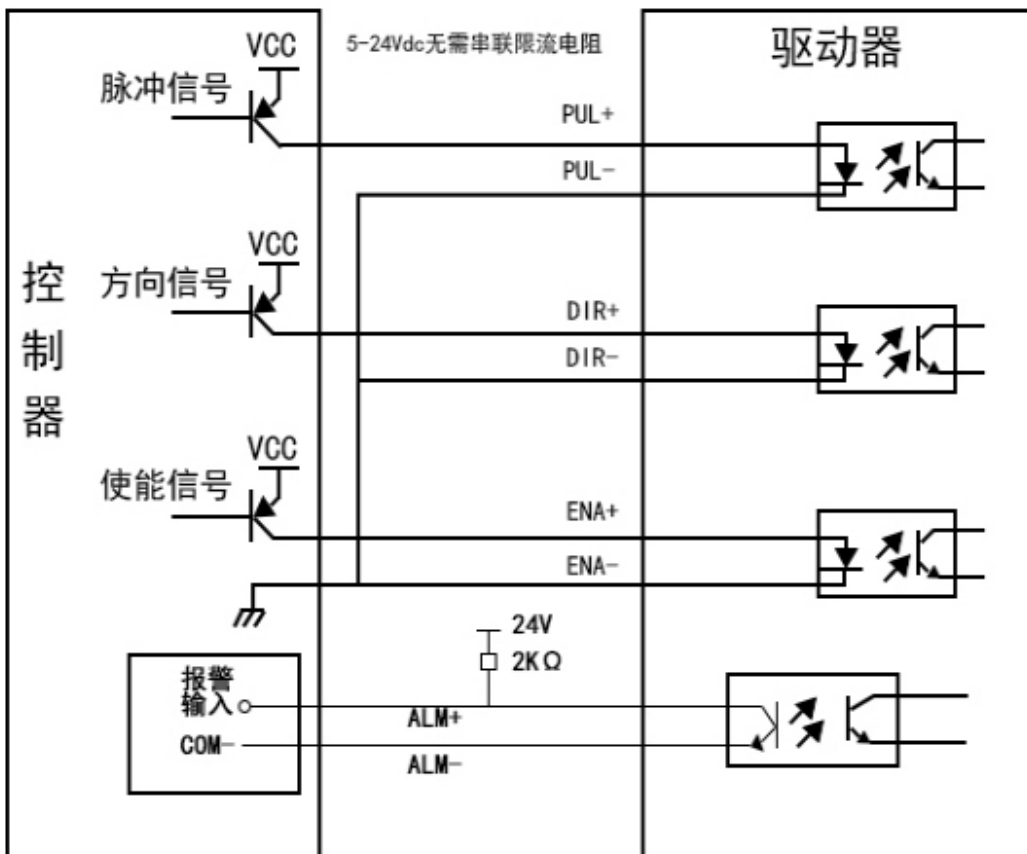 5-24Vdc无需串联限流电阻
驱动器
控制器
VCC
脉冲信号
PUL+
PUL-
VCC
方向信号
DIR+
DIR-
VCC
使能信号
ENA+
ENA-
24V
2KΩ
报警
输入
ALM+
COM-
ALM-